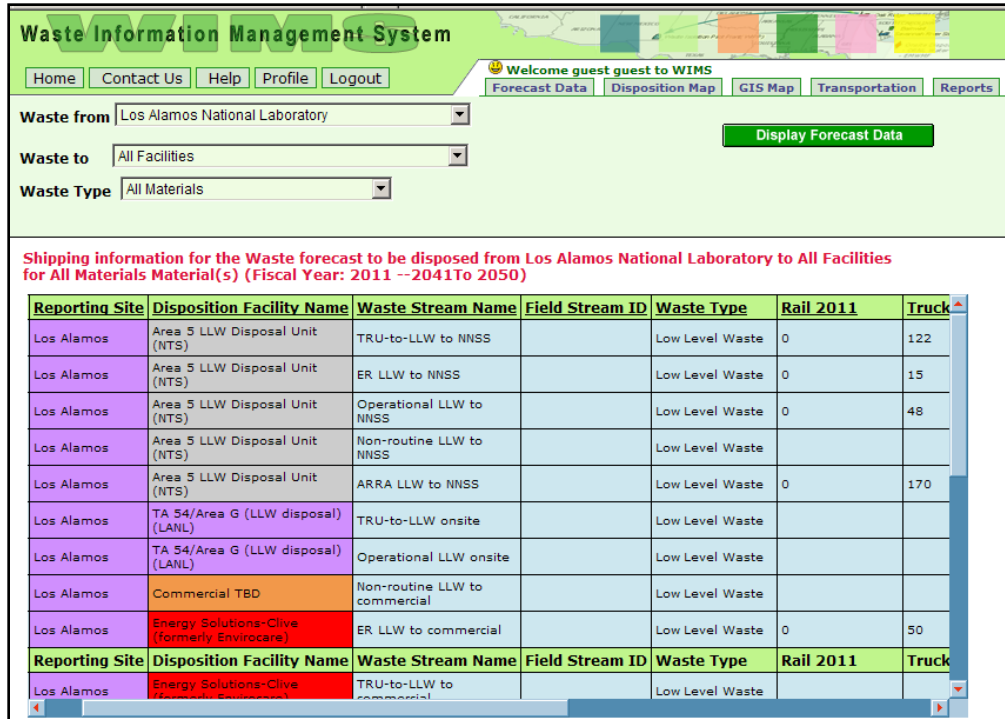 Waste Information Management System
WIMS
Home Contact Us Help Profile Logout
Welcome guest guest to WIMS
Forecast Data Disposition Map GIS Map Transportation Reports
Waste from Los Alamos National Laboratory
Display Forecast Data
Waste to All Facilities
Waste Type All Materials
Shipping information for the Waste forecast to be disposed from Los Alamos National Laboratory to All Facilities
for All Materials Material(s) (Fiscal Year: 2011 --2041To 2050)
Reporting Site Disposition Facility Name Waste Stream Name Field Stream ID Waste Type Rail 2011 Truck
Los Alamos Area 5 LLW Disposal Unit (NTS) TRU-to-LLW to NNSS Low Level Waste 0 122
Los Alamos Area 5 LLW Disposal Unit (NTS) ER LLW to NNSS Low Level Waste 0 15
Los Alamos Area 5 LLW Disposal Unit (NTS) Operational LLW to NNSS Low Level Waste 0 48
Los Alamos Area 5 LLW Disposal Unit (NTS) Non-routine LLW to NNSS Low Level Waste
Los Alamos Area 5 LLW Disposal Unit (NTS) ARRA LLW to NNSS Low Level Waste 0 170
Los Alamos TA 54/Area G (LLW disposal) (LANL) TRU-to-LLW onsite Low Level Waste
Los Alamos TA 54/Area G (LLW disposal) (LANL) Operational LLW onsite Low Level Waste
Los Alamos Commercial TBD Non-routine LLW to commercial Low Level Waste
Los Alamos Energy Solutions-Clive (formerly Envirocare) ER LLW to commercial Low Level Waste 0 50
Reporting Site Disposition Facility Name Waste Stream Name Field Stream ID Waste Type Rail 2011 Truck
Los Alamos Energy Solutions-Clive (formerly Envirocare) TRU-to-LLW to commercial Low Level Waste